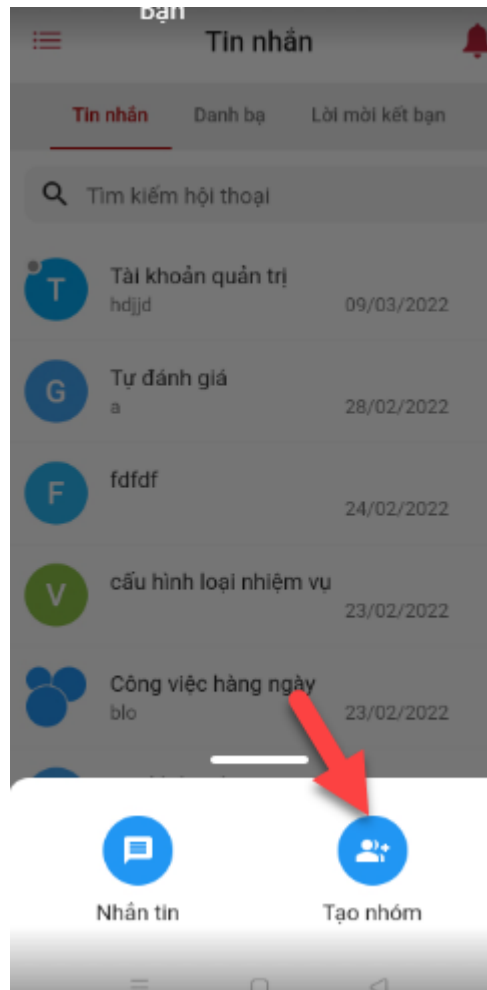 bạn
Tin nhắn
Tin nhắn Danh bạ Lời mời kết bạn
Tìm kiếm hội thoại
T Tài khoản quản trị
hdjjd 09/03/2022
G Tự đánh giá
a 28/02/2022
F fdfdf
24/02/2022
V cấu hình loại nhiệm vụ
23/02/2022
Công việc hàng ngày
blo 23/02/2022
Nhắn tin Tạo nhóm